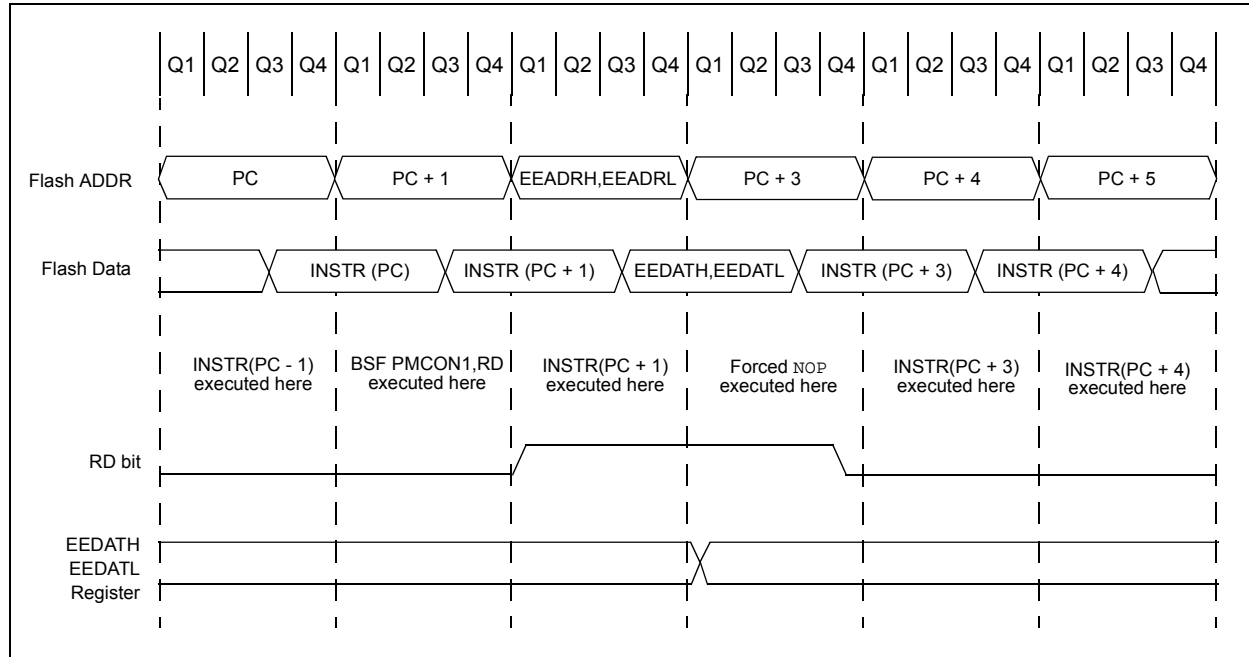 Q1 Q2 Q3 Q4 Q1 Q2 Q3 Q4 Q1 Q2 Q3 Q4 Q1 Q2 Q3 Q4 Q1 Q2 Q3 Q4 Q1 Q2 Q3 Q4
Flash ADDR PC PC + 1 EEADRH,EEADRL PC + 3 PC + 4 PC + 5
Flash Data INSTR (PC) INSTR (PC + 1) EEDATH,EEDATL INSTR (PC + 3) INSTR (PC + 4)
INSTR(PC - 1) BSF PMCON1,RD INSTR(PC + 1) Forced NOP INSTR(PC + 3) INSTR(PC + 4)
executed here executed here executed here executed here executed here executed here
RD bit
EEDATH
EEDATL
Register